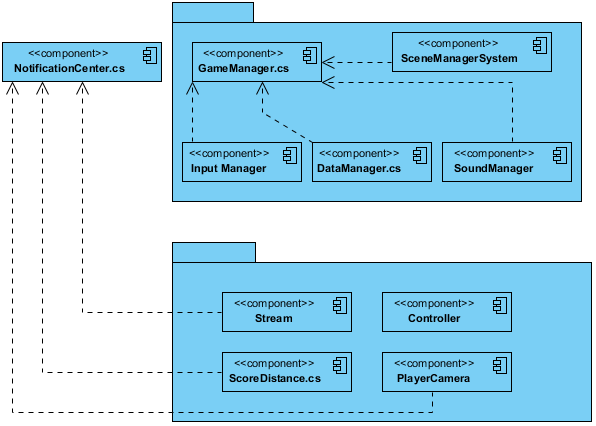 <<component>>
NotificationCenter.cs
<<component>>
GameManager.cs
<<component>>
SceneManagerSystem
<<component>>
Input Manager
<<component>>
DataManager.cs
<<component>>
SoundManager
<<component>>
Stream
<<component>>
Controller
<<component>>
ScoreDistance.cs
<<component>>
PlayerCamera